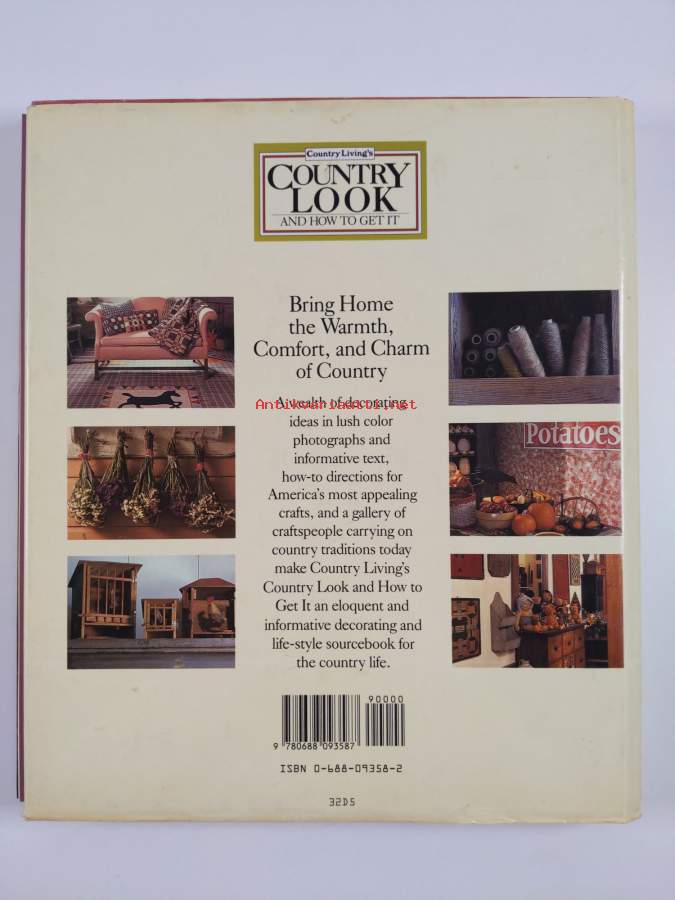 Country Living's
COUNTRY
LOOK
AND HOW TO GET IT
Bring Home
the Warmth,
Comfort, and Charm
of Country
A wealth of decorating
Antikvariaatti.net
ideas in lush color
photographs and
informative text,
how-to directions for
America's most appealing
crafts, and a gallery of
craftspeople carrying on
country traditions today
make Country Living's
Country Look and How to
Get It an eloquent and
informative decorating and
life-style sourcebook for
the country life.
Potatoes
90000
9 780688 093587
ISBN 0-688-09358-2
32D5